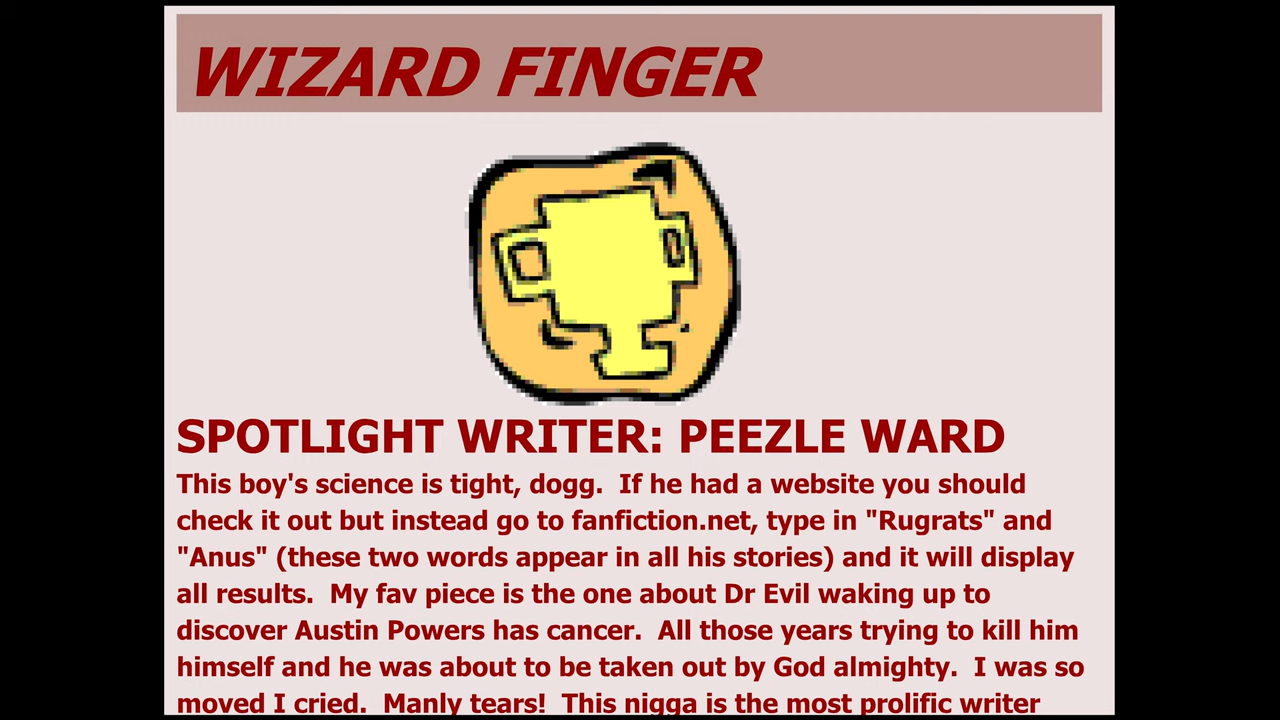 WIZARD FINGER
SPOTLIGHT WRITER: PEEZLE WARD
This boy's science is tight, dogg.  If he had a website you should
check it out but instead go to fanfiction.net, type in "Rugrats" and
"Anus" (these two words appear in all his stories) and it will display
all results.  My fav piece is the one about Dr Evil waking up to
discover Austin Powers has cancer.  All those years trying to kill him
himself and he was about to be taken out by God almighty.  I was so
moved I cried.  Manly tears!  This nigga is the most prolific writer